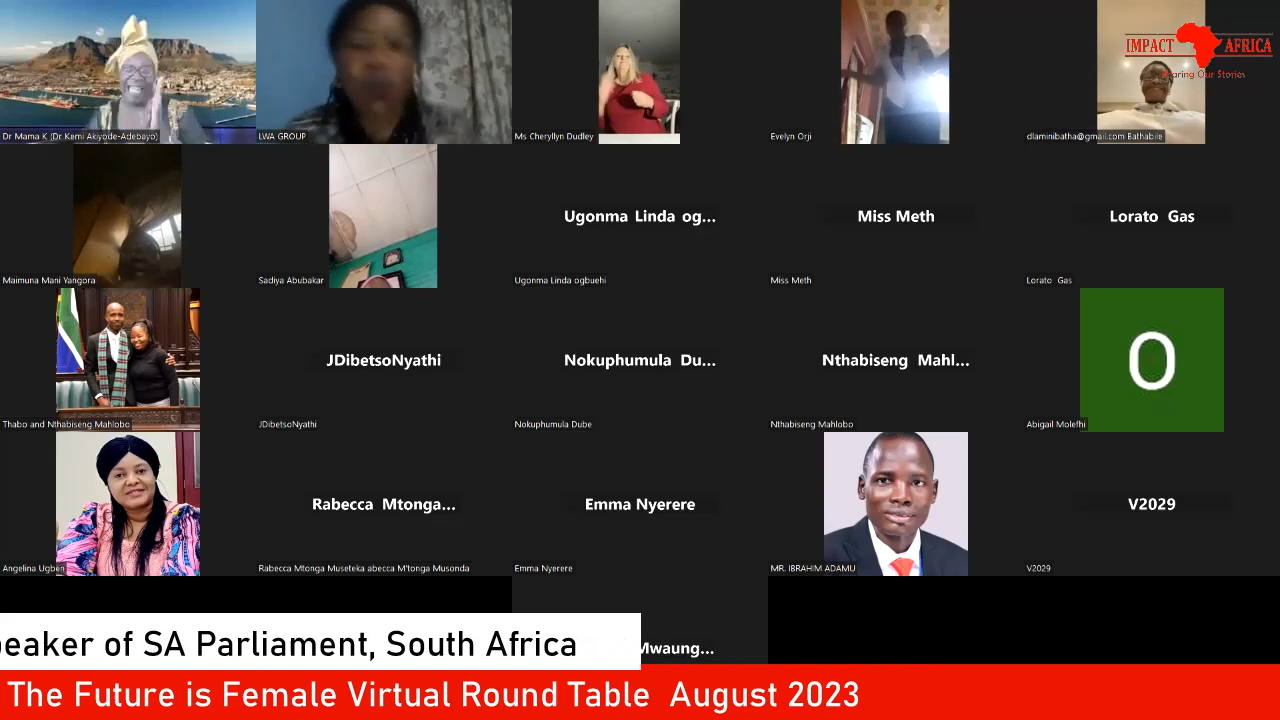 IMPACT AFRICA
Sharing Our Stories
Dr Mama K (Dr Kemi Akiyode-Adebayo)
LWA GROUP
Ms Cheryllyn Dudley
Evelyn Orji
dlaminibatha@gmail.com Bathabile
Ugonma Linda og...
Miss Meth
Lorato Gas
Maimuna Mani Yangora
Sadiya Abubakar
Ugonma Linda ogbuehi
Miss Meth
Lorato Gas
JDibetsoNyathi
Nokuphumula Du...
Nthabiseng Mahl...
O
Thabo and Nthabiseng Mahlobo
JDibetsoNyathi
Nokuphumula Dube
Nthabiseng Mahlobo
Abigail Molefhi
Rabecca Mtonga...
Emma Nyerere
V2029
Angelina Ugben
Rabecca Mtonga Museteka abecca M'tonga Musonda
Emma Nyerere
MR. IBRAHIM ADAMU
V2029
peaker of SA Parliament, South Africa
Mwaung...
The Future is Female Virtual Round Table August 2023